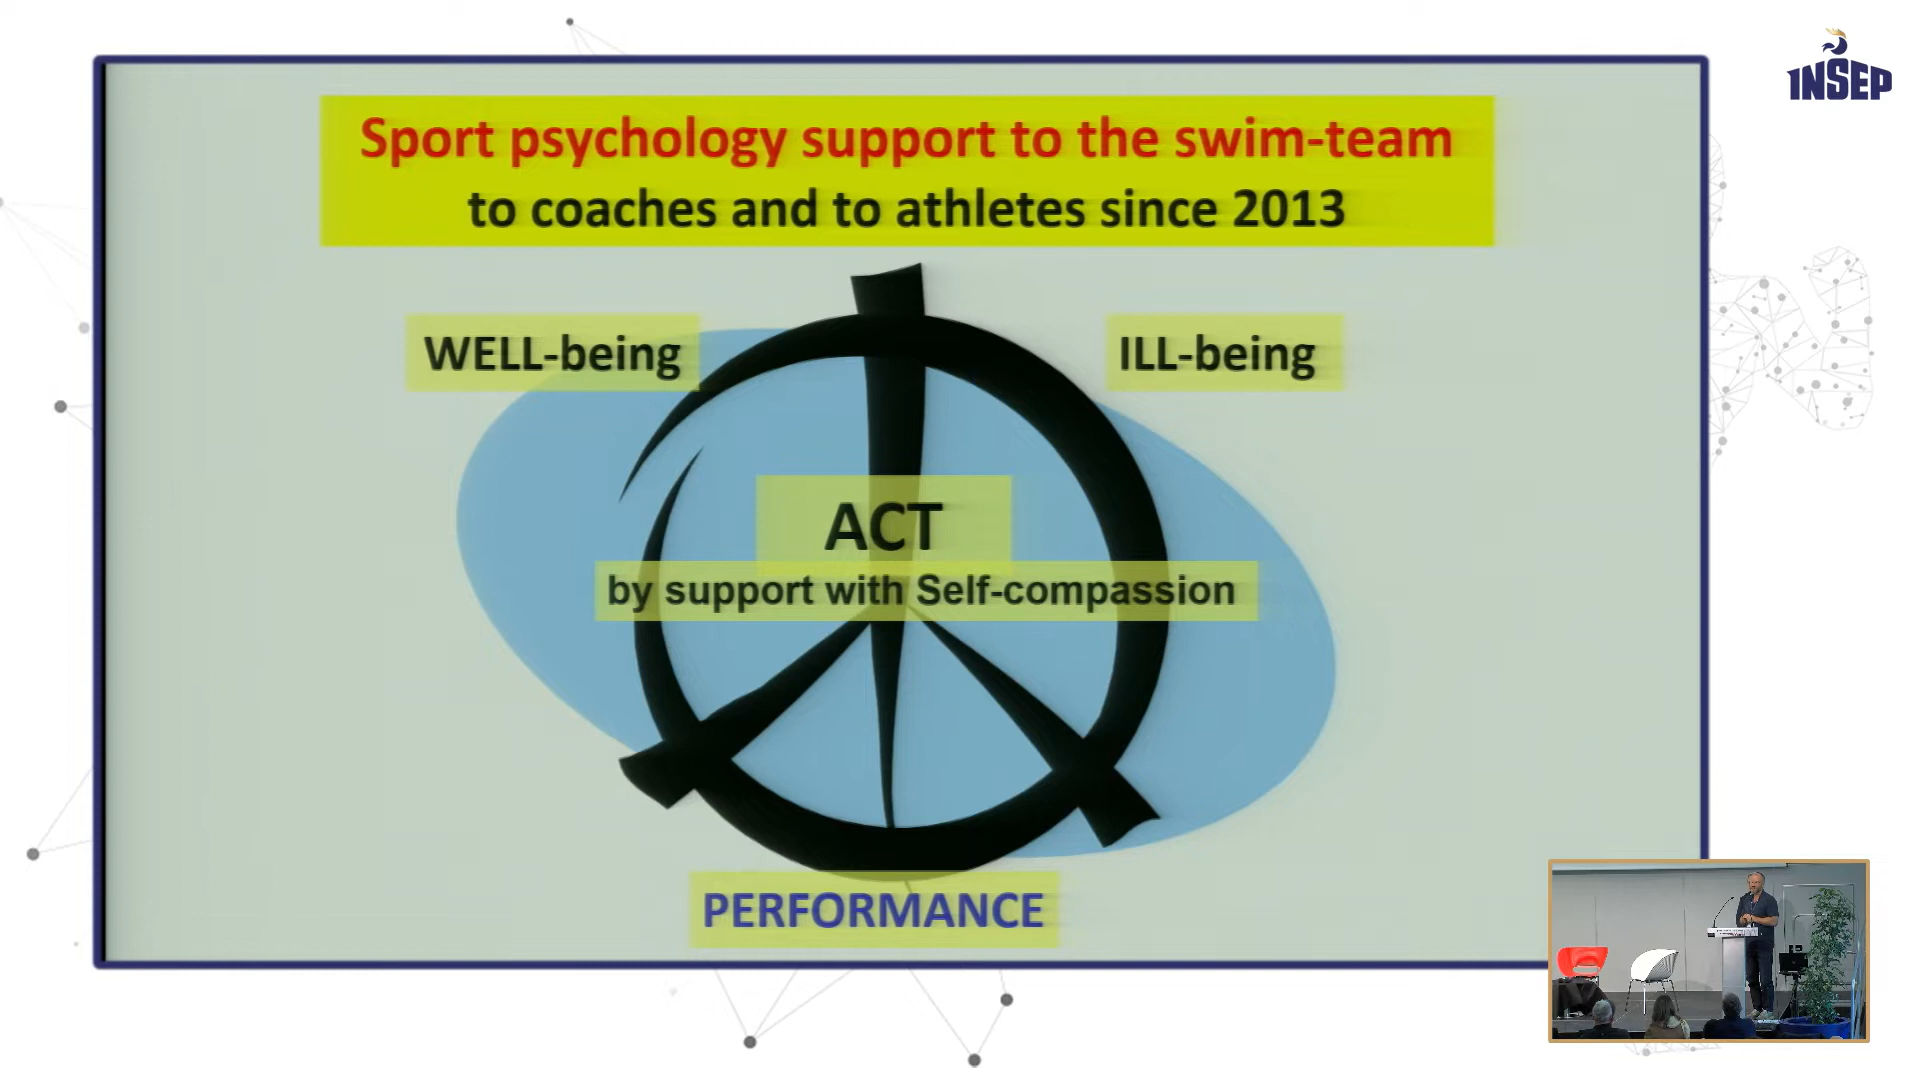 INSEP
Sport psychology support to the swim-team
to coaches and to athletes since 2013
WELL-being
ILL-being
ACT
by support with Self-compassion
PERFORMANCE